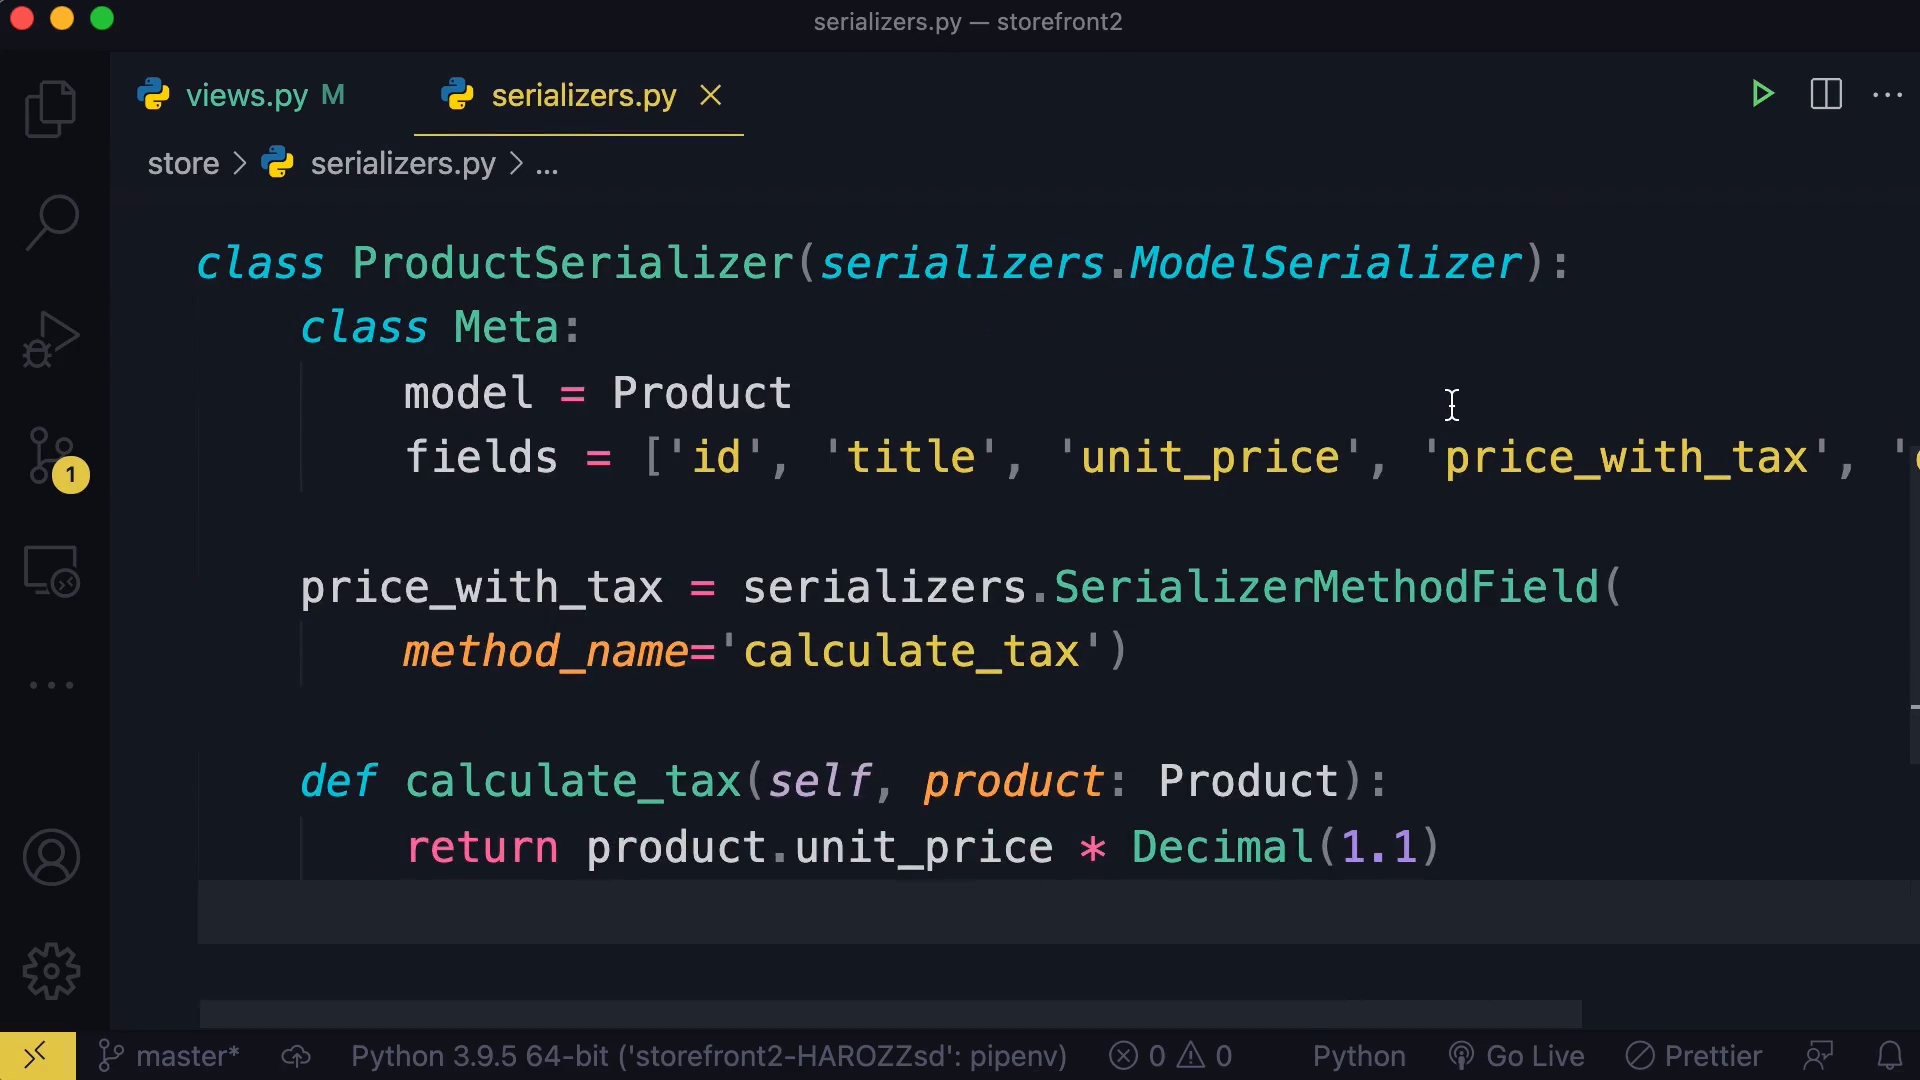 serializers.py — storefront2
views.py M serializers.py
store > serializers.py > ...
class ProductSerializer(serializers.ModelSerializer):
class Meta:
model = Product
fields = ['id', 'title', 'unit_price', 'price_with_tax', '
price_with_tax = serializers.SerializerMethodField(
method_name='calculate_tax')
def calculate_tax(self, product: Product):
return product.unit_price * Decimal(1.1)
1
master* Python 3.9.5 64-bit ('storefront2-HAROZZsd': pipenv) 0 0 Python Go Live Prettier